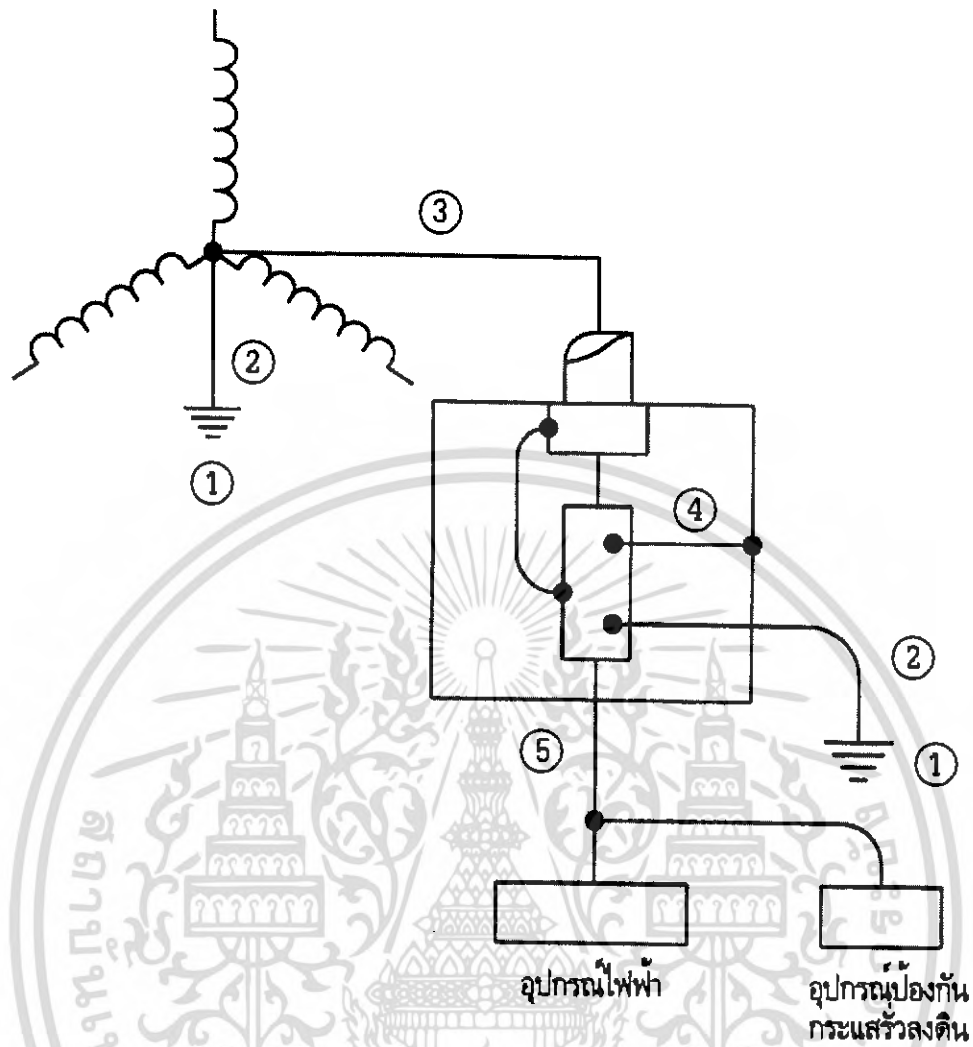 ③
②
①
④
②
⑤
①
อุปกรณ์ไฟฟ้า
อุปกรณ์ป้องกัน
กระแสรั่วลงดิน